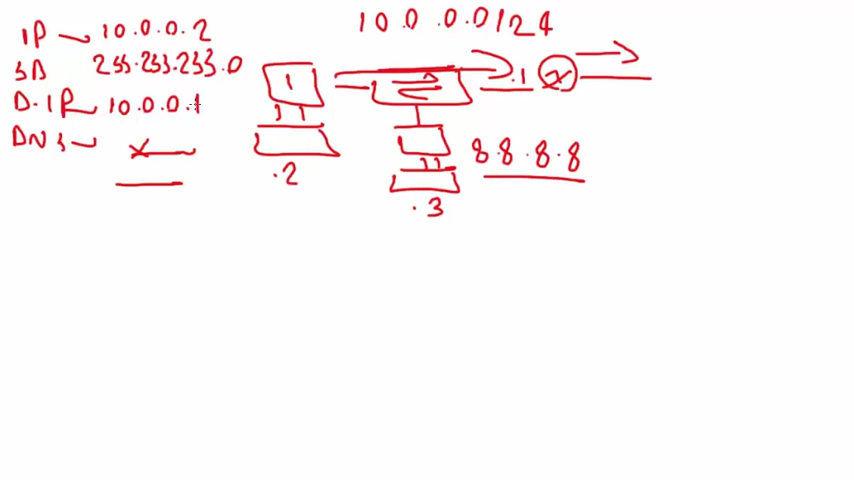 IP 10.0.0.2
SB 255.255.255.0
D.IP 10.0.0.1
DNS x
10.0.0.0/24
1
.1
x
.2
8.8.8.8
.3